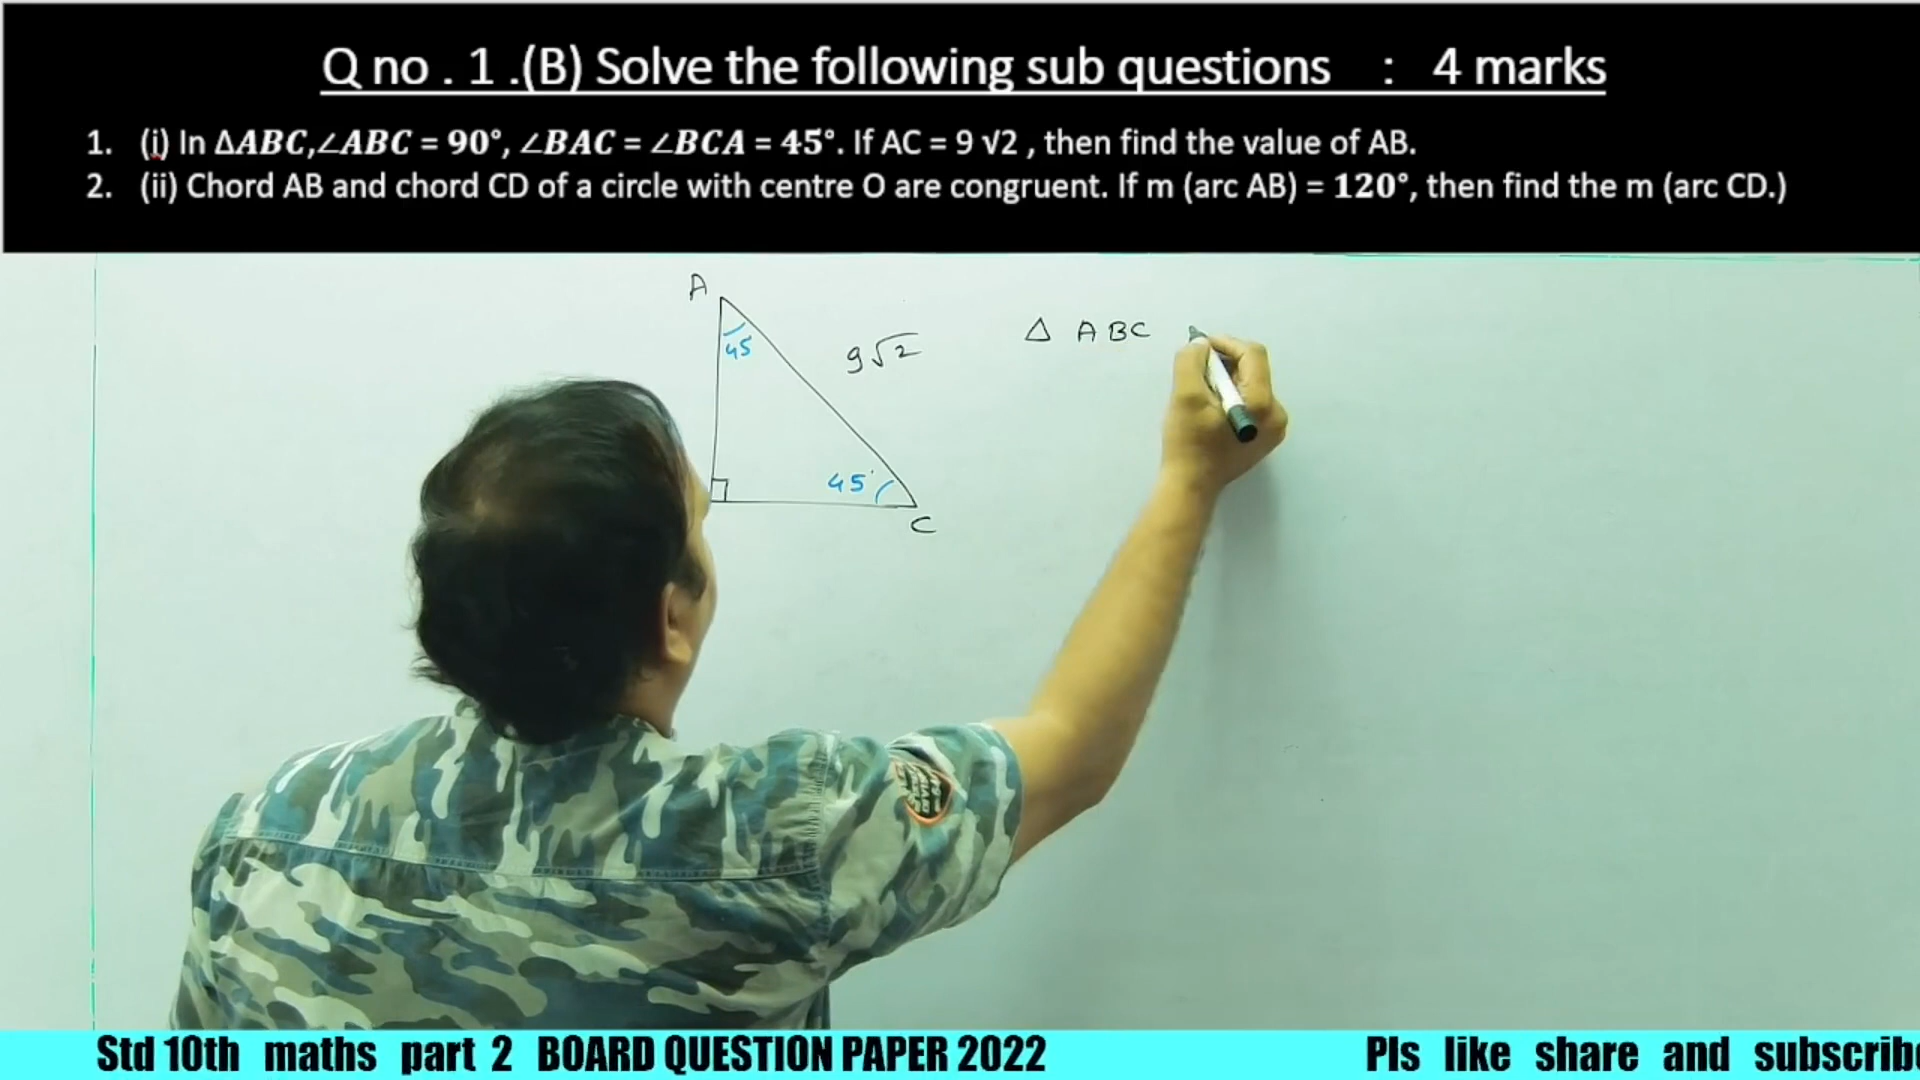 Q no . 1 .(B) Solve the following sub questions : 4 marks
1. (i) In ΔABC,∠ABC = 90°, ∠BAC = ∠BCA = 45°. If AC = 9 √2 , then find the value of AB.
2. (ii) Chord AB and chord CD of a circle with centre O are congruent. If m (arc AB) = 120°, then find the m (arc CD.)
A
45
9√2
△ ABC
45°
C
Std 10th maths part 2 BOARD QUESTION PAPER 2022 Pls like share and subscribe